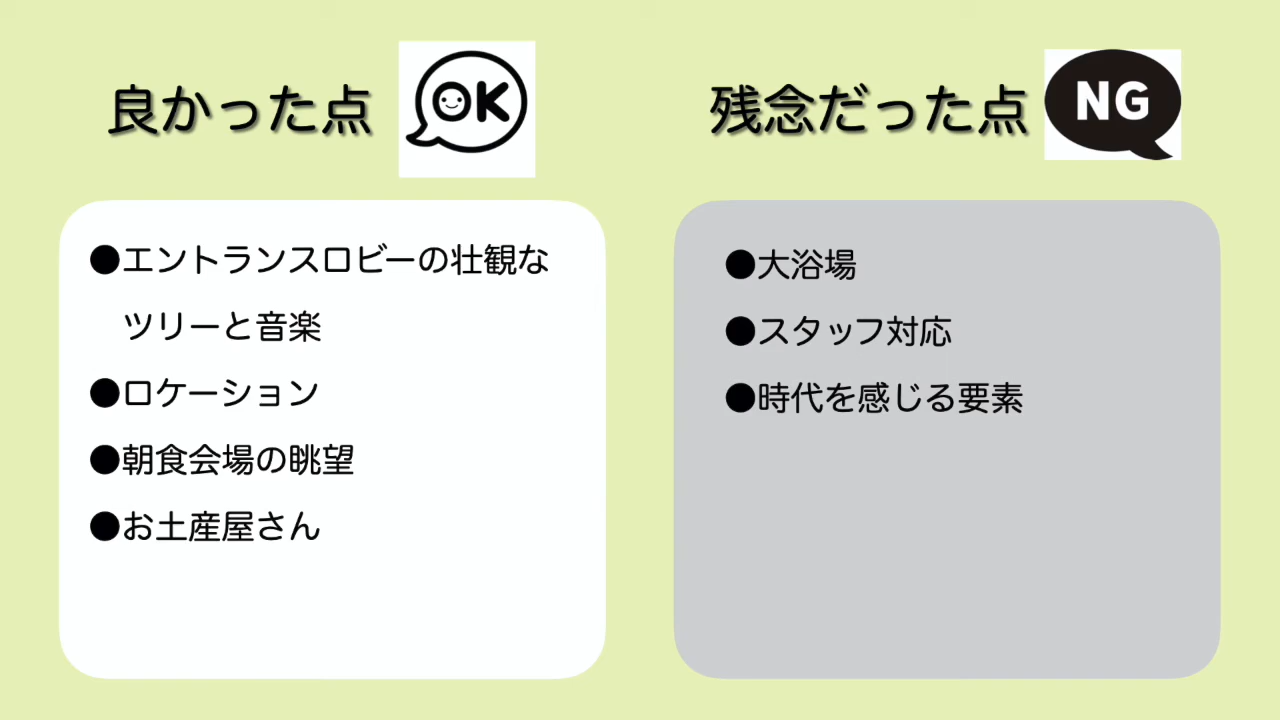 良かった点
OK
●エントランスロビーの壮観な
ツリーと音楽
●ロケーション
●朝食会場の眺望
●お土産屋さん
残念だった点
NG
●大浴場
●スタッフ対応
●時代を感じる要素